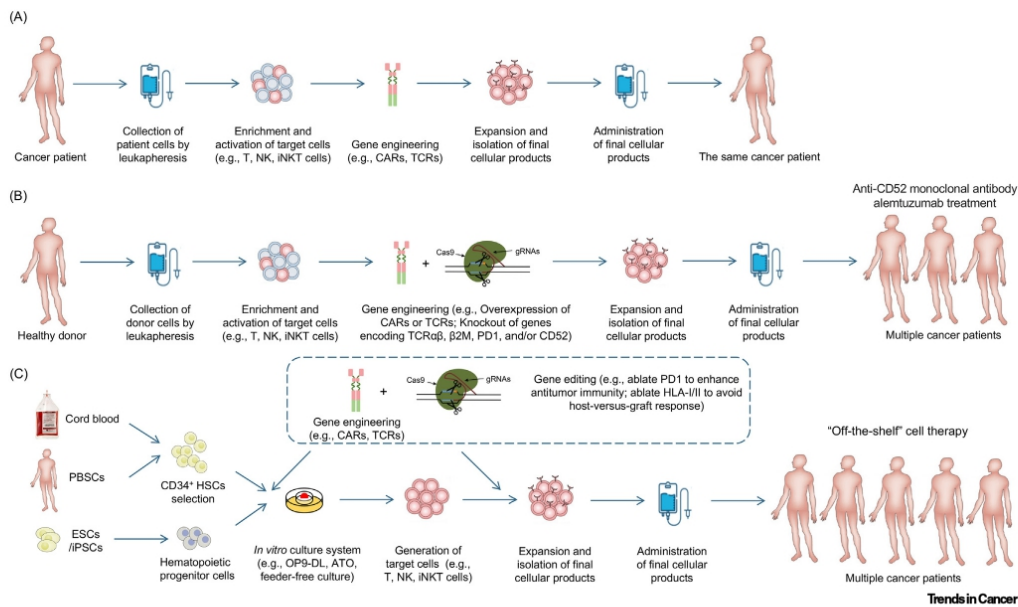 (A)
Cancer patient
Collection of
patient cells by
leukapheresis
Enrichment and
activation of target cells
(e.g., T, NK, iNKT cells)
Gene engineering
(e.g., CARs, TCRs)
Expansion and
isolation of final
cellular products
Administration
of final cellular
products
The same cancer patient
(B)
Healthy donor
Collection of
donor cells by
leukapheresis
Enrichment and
activation of target cells
(e.g., T, NK, iNKT cells)
Cas9
gRNAs
+
Gene engineering (e.g., Overexpression of
CARs or TCRs; Knockout of genes
encoding TCRαβ, β2M, PD1, and/or CD52)
Expansion and
isolation of final
cellular products
Administration
of final cellular
products
Anti-CD52 monoclonal antibody
alemtuzumab treatment
Multiple cancer patients
(C)
Cord blood
PBSCs
ESCs
/iPSCs
CD34+ HSCs
selection
Hematopoietic
progenitor cells
Gene engineering
(e.g., CARs, TCRs)
+
Cas9
gRNAs
Gene editing (e.g., ablate PD1 to enhance
antitumor immunity; ablate HLA-I/II to avoid
host-versus-graft response)
In vitro culture system
(e.g., OP9-DL, ATO,
feeder-free culture)
Generation of
target cells (e.g.,
T, NK, iNKT cells)
Expansion and
isolation of final
cellular products
Administration
of final cellular
products
“Off-the-shelf” cell therapy
Multiple cancer patients
Trends in Cancer